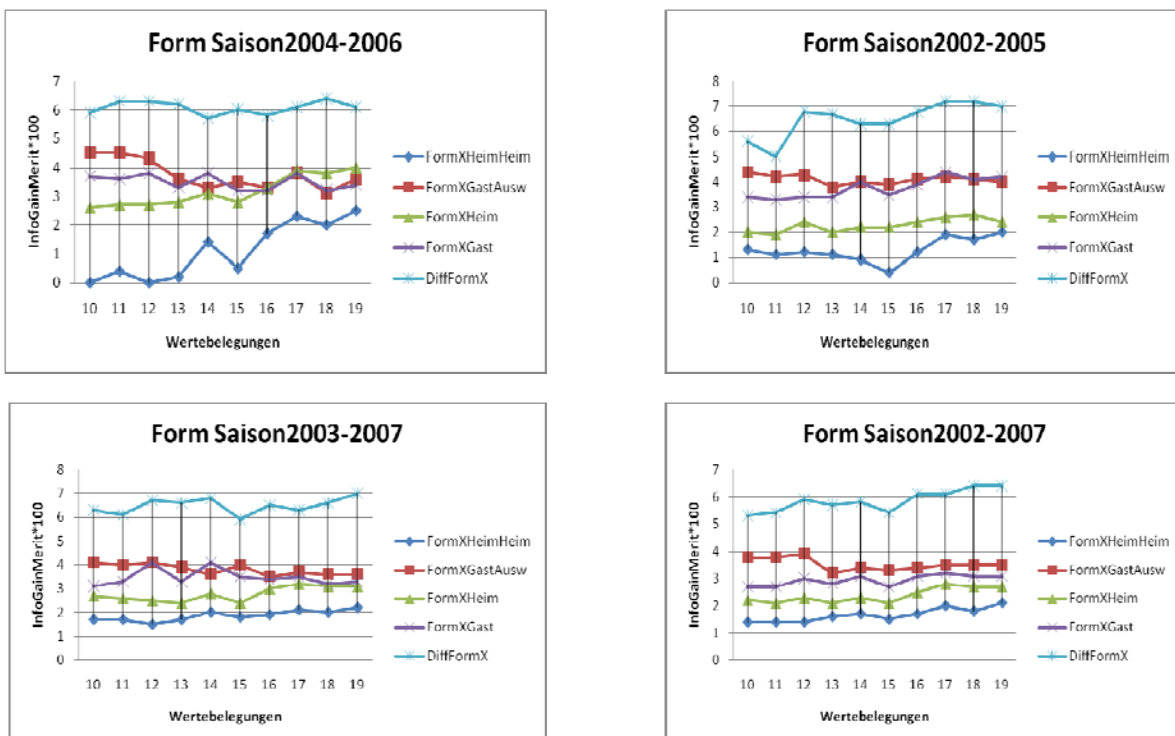 Form Saison2004-2006
InfoGainMerit*100
7
6
5
4
3
2
1
0
10 11 12 13 14 15 16 17 18 19
Wertebelegungen
FormXHeimHeim
FormXGastAusw
FormXHeim
FormXGast
DiffFormX
Form Saison2002-2005
InfoGainMerit*100
8
7
6
5
4
3
2
1
0
10 11 12 13 14 15 16 17 18 19
Wertebelegungen
FormXHeimHeim
FormXGastAusw
FormXHeim
FormXGast
DiffFormX
Form Saison2003-2007
InfoGainMerit*100
8
7
6
5
4
3
2
1
0
10 11 12 13 14 15 16 17 18 19
Wertebelegungen
FormXHeimHeim
FormXGastAusw
FormXHeim
FormXGast
DiffFormX
Form Saison2002-2007
InfoGainMerit*100
7
6
5
4
3
2
1
0
10 11 12 13 14 15 16 17 18 19
Wertebelegungen
FormXHeimHeim
FormXGastAusw
FormXHeim
FormXGast
DiffFormX